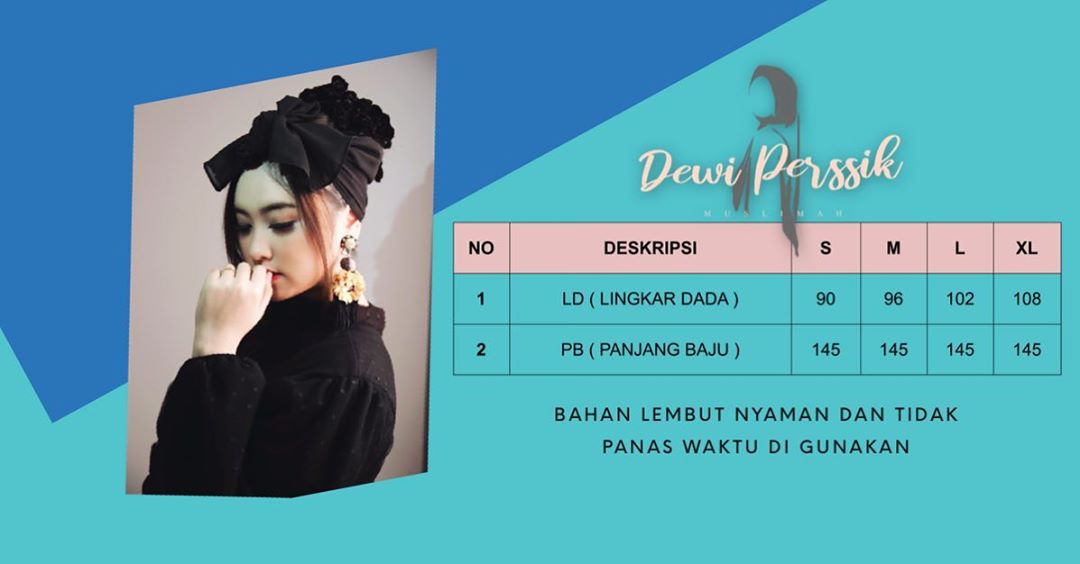 Dewi Perssik
MUSLIMAH
NO DESKRIPSI S M L XL
1 LD ( LINGKAR DADA ) 90 96 102 108
2 PB ( PANJANG BAJU ) 145 145 145 145
BAHAN LEMBUT NYAMAN DAN TIDAK
PANAS WAKTU DI GUNAKAN